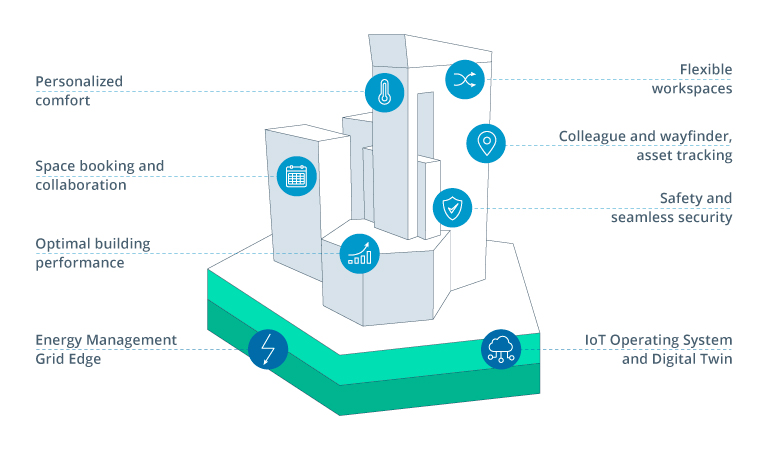 Personalized
comfort
Space booking and
collaboration
Optimal building
performance
Energy Management
Grid Edge
Flexible
workspaces
Colleague and wayfinder,
asset tracking
Safety and
seamless security
IoT Operating System
and Digital Twin